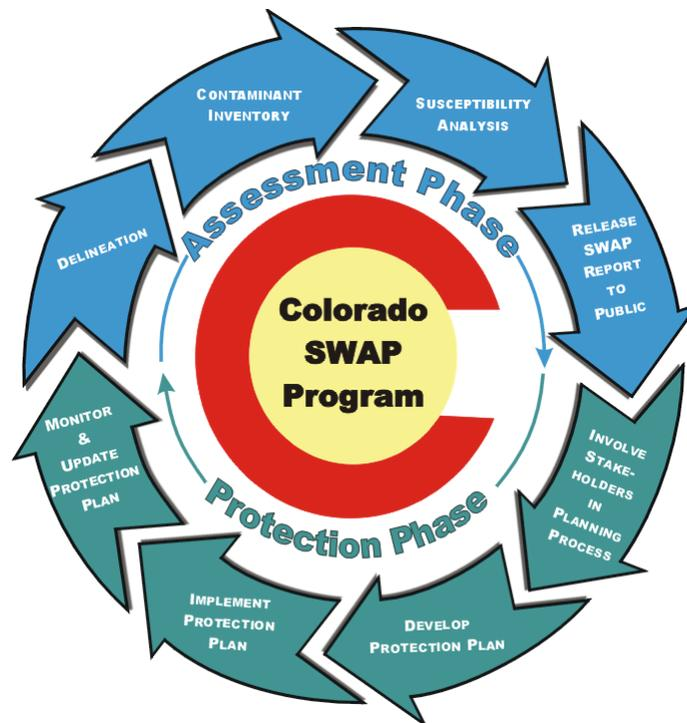 CONTAMINANT
INVENTORY
SUSCEPTIBILITY
ANALYSIS
RELEASE
SWAP
REPORT
TO
PUBLIC
INVOLVE
STAKE-
HOLDERS
IN
PLANNING
PROCESS
DEVELOP
PROTECTION PLAN
IMPLEMENT
PROTECTION
PLAN
MONITOR
&
UPDATE
PROTECTION
PLAN
DELINEATION
Assessment Phase
Colorado
SWAP
Program
Protection Phase